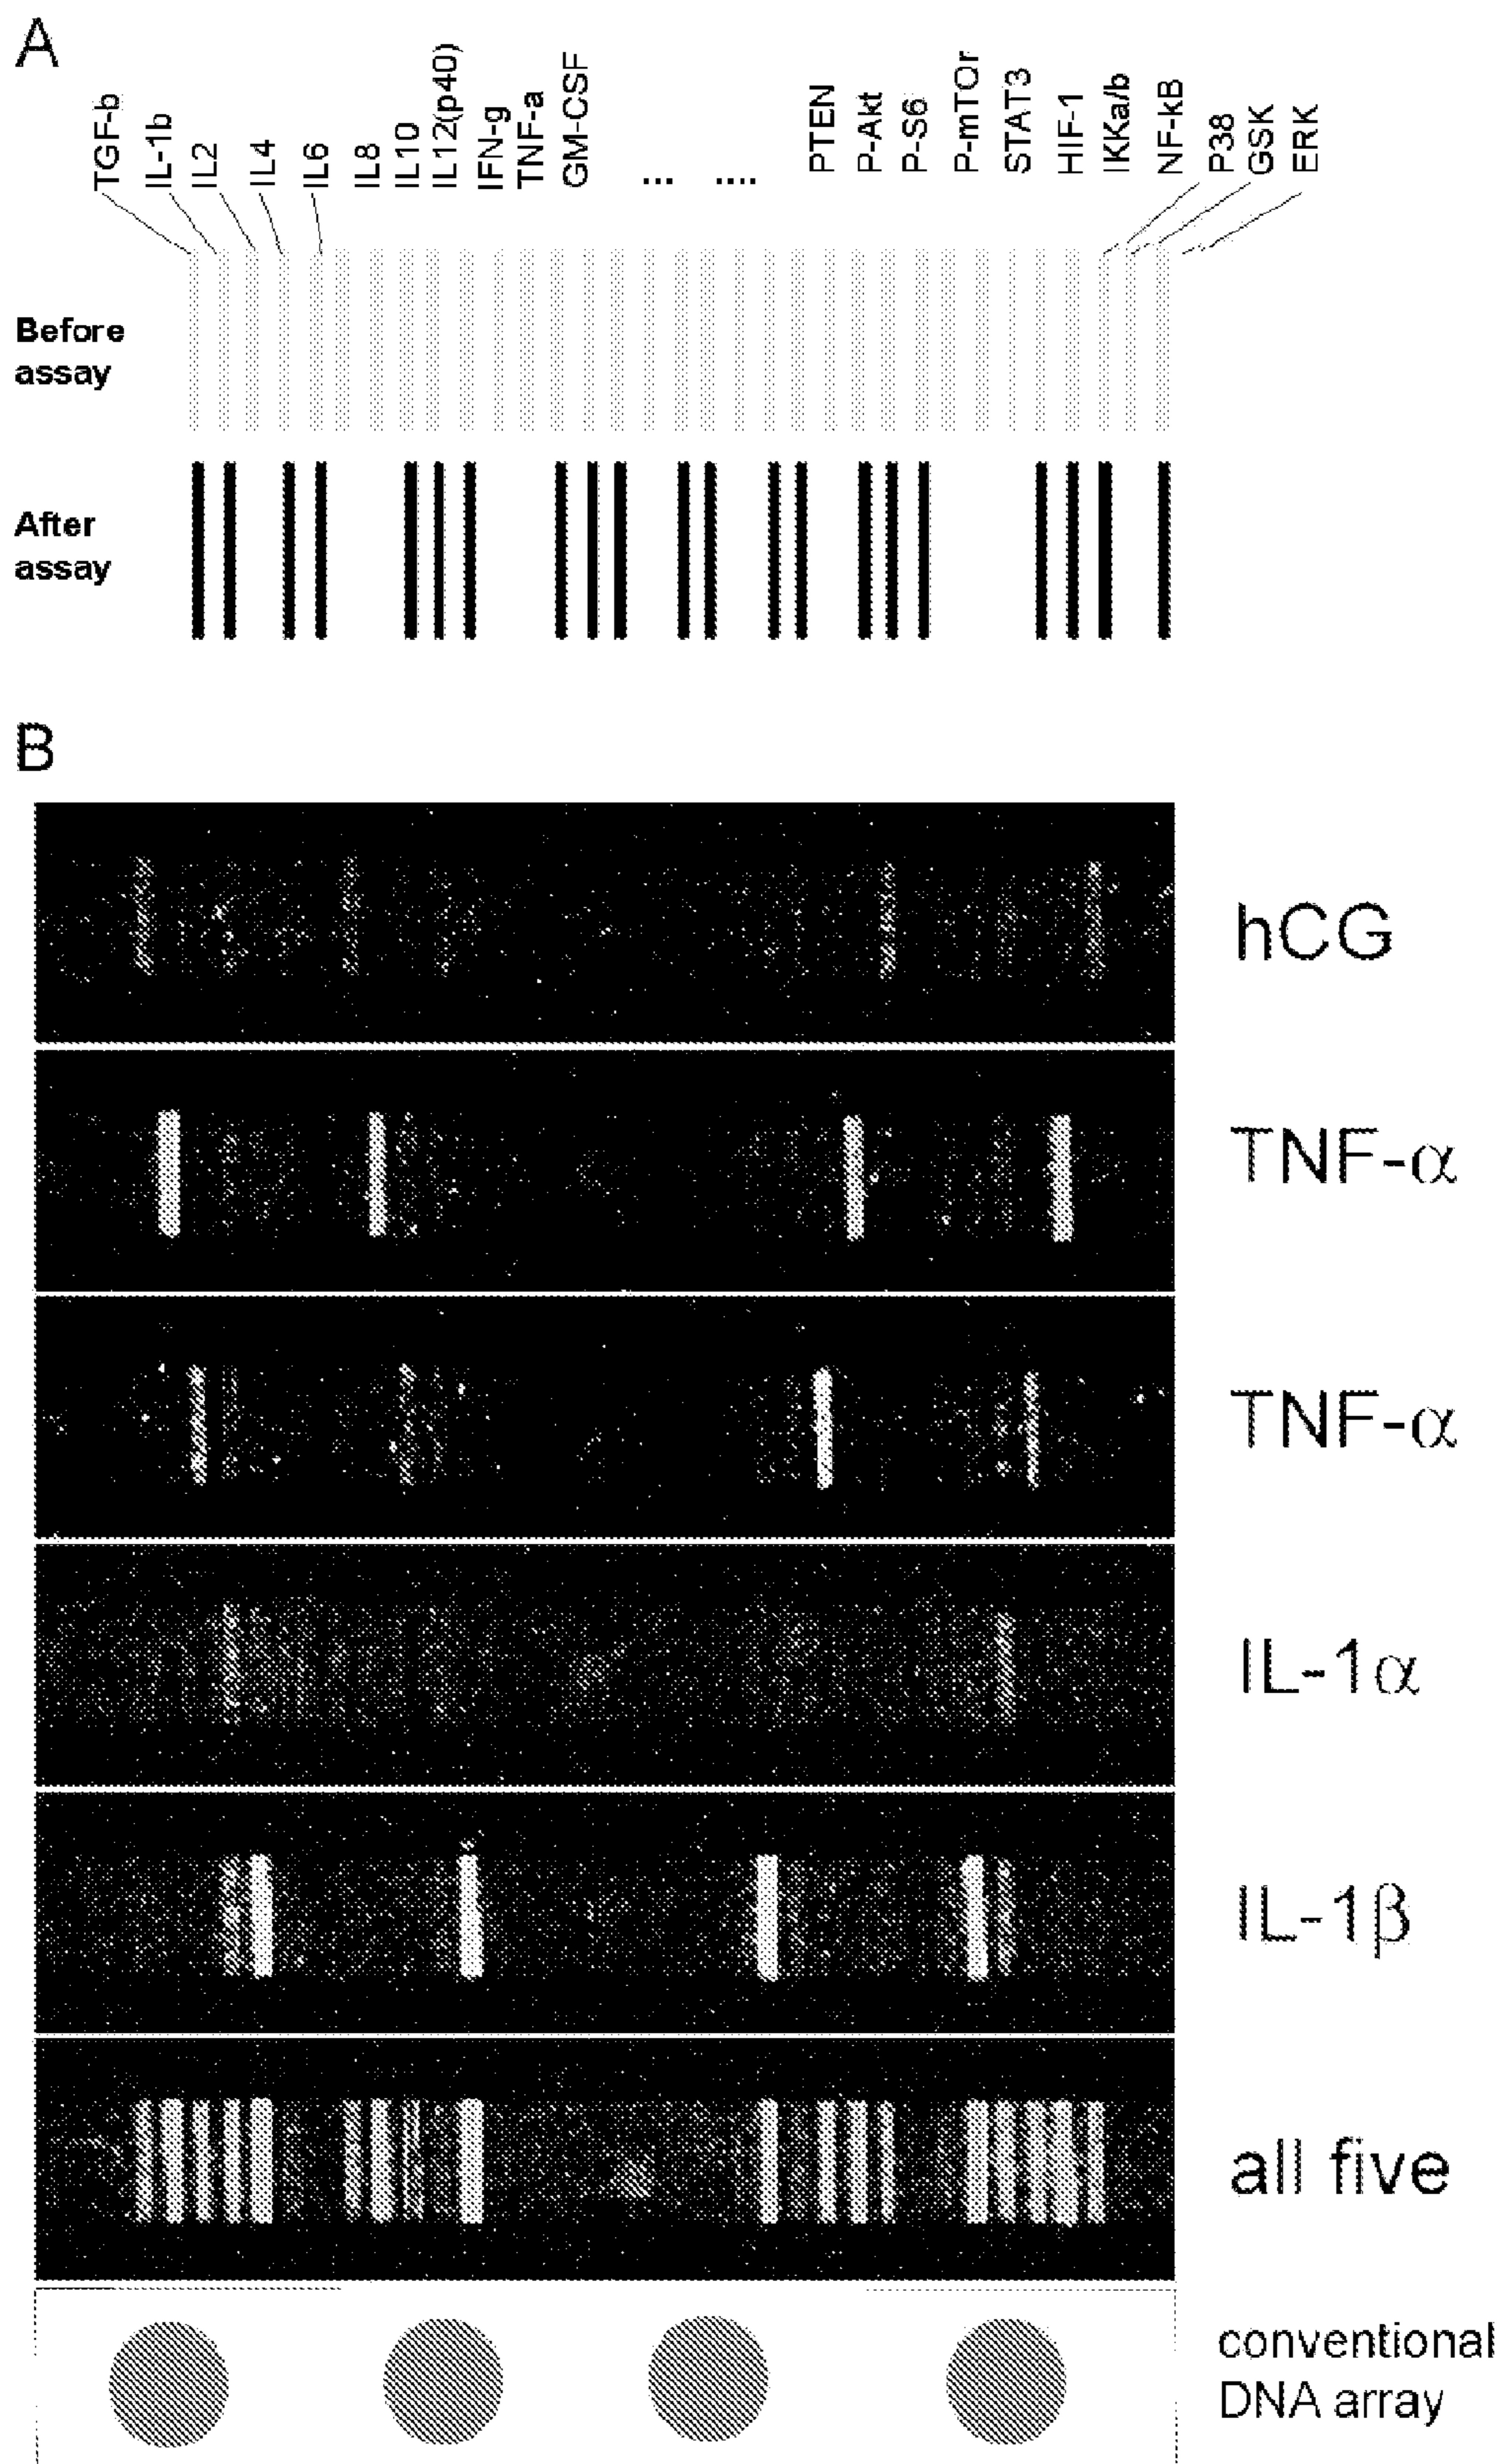 A
TGF-b
IL-1b
IL2
IL4
IL6
IL8
IL10
IL12(p40)
IFN-g
TNF-a
GM-CSF
... ....
PTEN
P-Akt
P-S6
P-mTOr
STAT3
HIF-1
IKKa/b
NF-kB
P38
GSK
ERK
Before
assay
After
assay
B
hCG
TNF-α
TNF-α
IL-1α
IL-1β
all five
conventional
DNA array